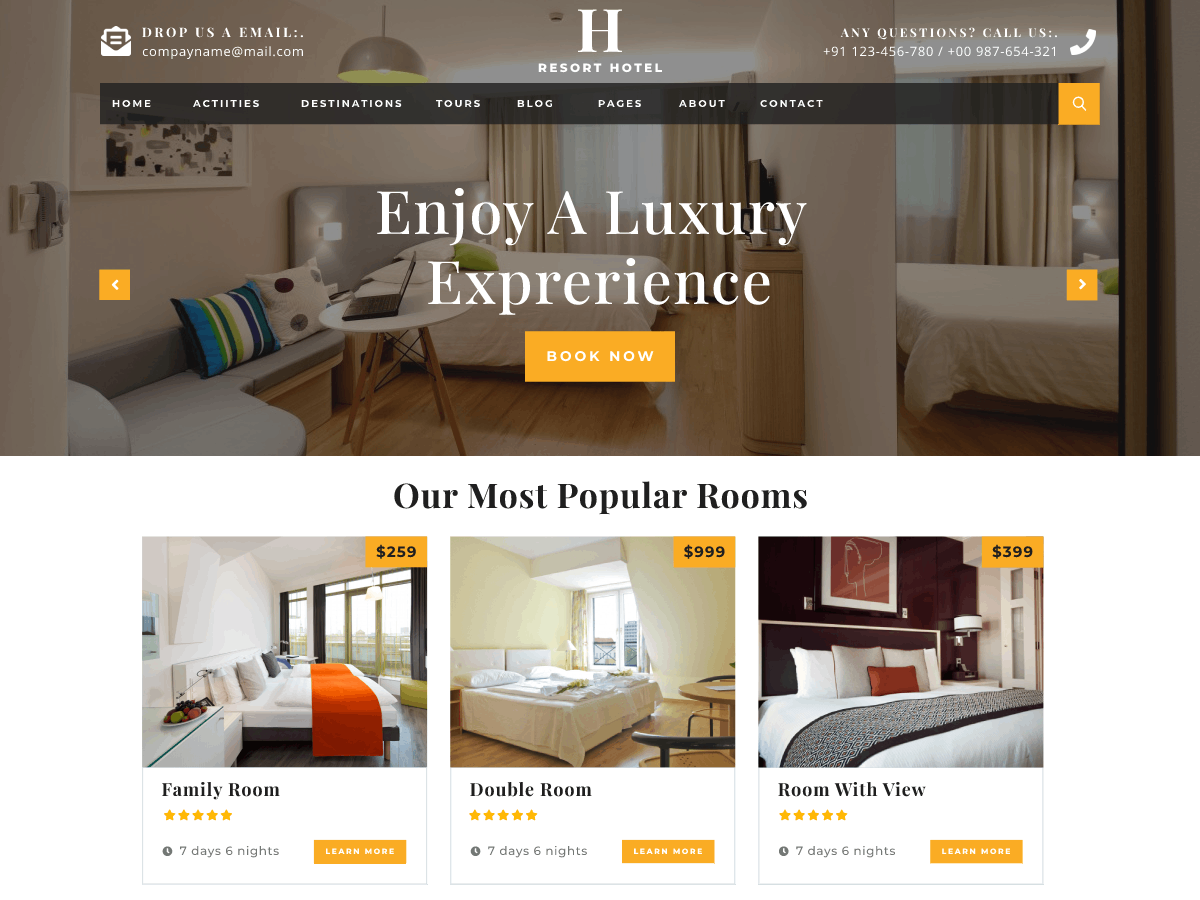 DROP US A EMAIL:.
compayname@mail.com
H
RESORT HOTEL
ANY QUESTIONS? CALL US:.
+91 123-456-780 / +00 987-654-321
HOME ACTIITIES DESTINATIONS TOURS BLOG PAGES ABOUT CONTACT
Enjoy A Luxury
Exprerience
BOOK NOW
Our Most Popular Rooms
$259
Family Room
7 days 6 nights
LEARN MORE
$999
Double Room
7 days 6 nights
LEARN MORE
$399
Room With View
7 days 6 nights
LEARN MORE